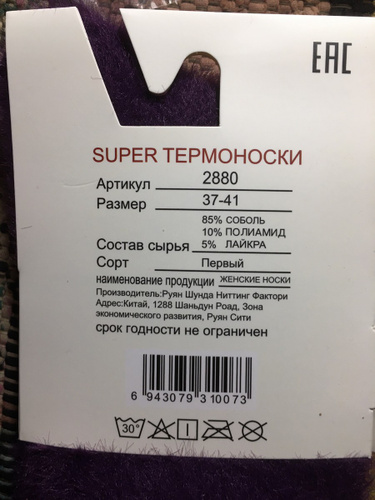 EAC
SUPER ТЕРМОНОСКИ
Артикул 2880
Размер 37-41
85% СОБОЛЬ
10% ПОЛИАМИД
Состав сырья 5% ЛАЙКРА
Сорт Первый
наименование продукции ЖЕНСКИЕ НОСКИ
Производитель:Руян Шунда Ниттинг Фактори
Адрес:Китай, 1288 Шаньдун Роад, Зона
экономического развития, Руян Сити
срок годности не ограничен
6 943079 310073
30°